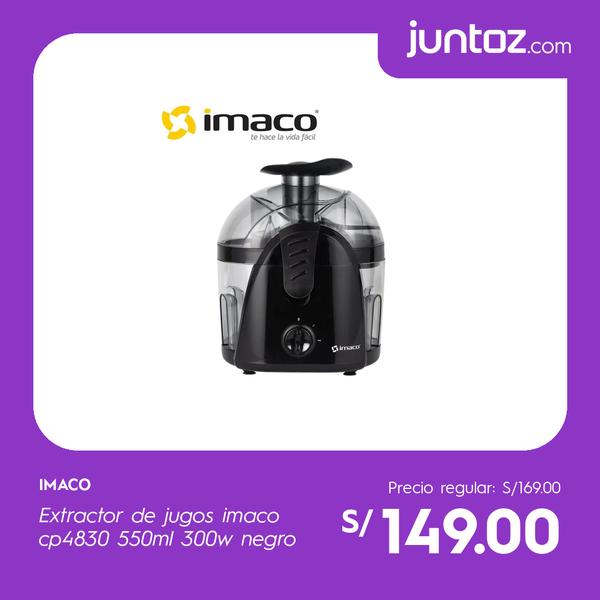 juntoz.com
imaco®
te hace la vida fácil
imaco
IMACO
Extractor de jugos imaco
cp4830 550ml 300w negro
Precio regular: S/169.00
S/149.00